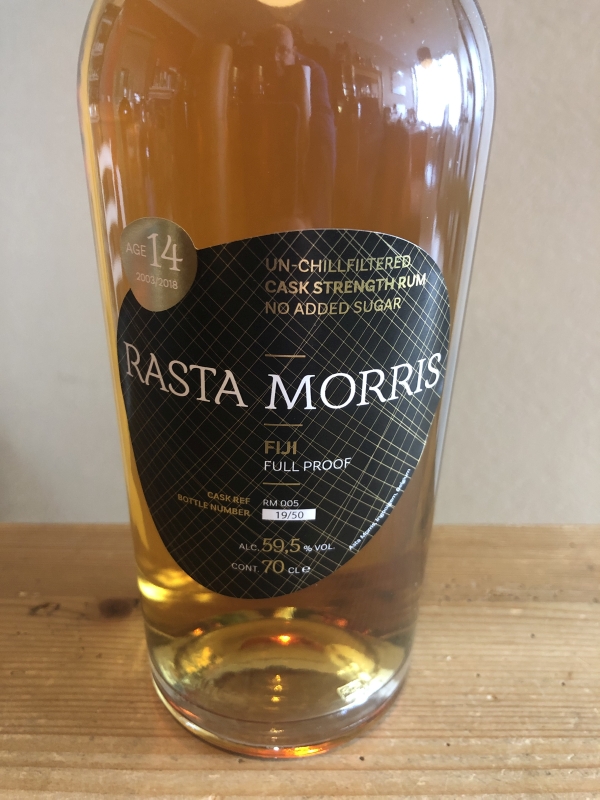 AGE 14
2003/2018
UN-CHILLFILTERED
CASK STRENGTH RUM
NO ADDED SUGAR
RASTA MORRIS
FIJI
FULL PROOF
CASK REF RM 005
BOTTLE NUMBER 19/50
ALC. 59,5 % VOL.
CONT. 70 CL e